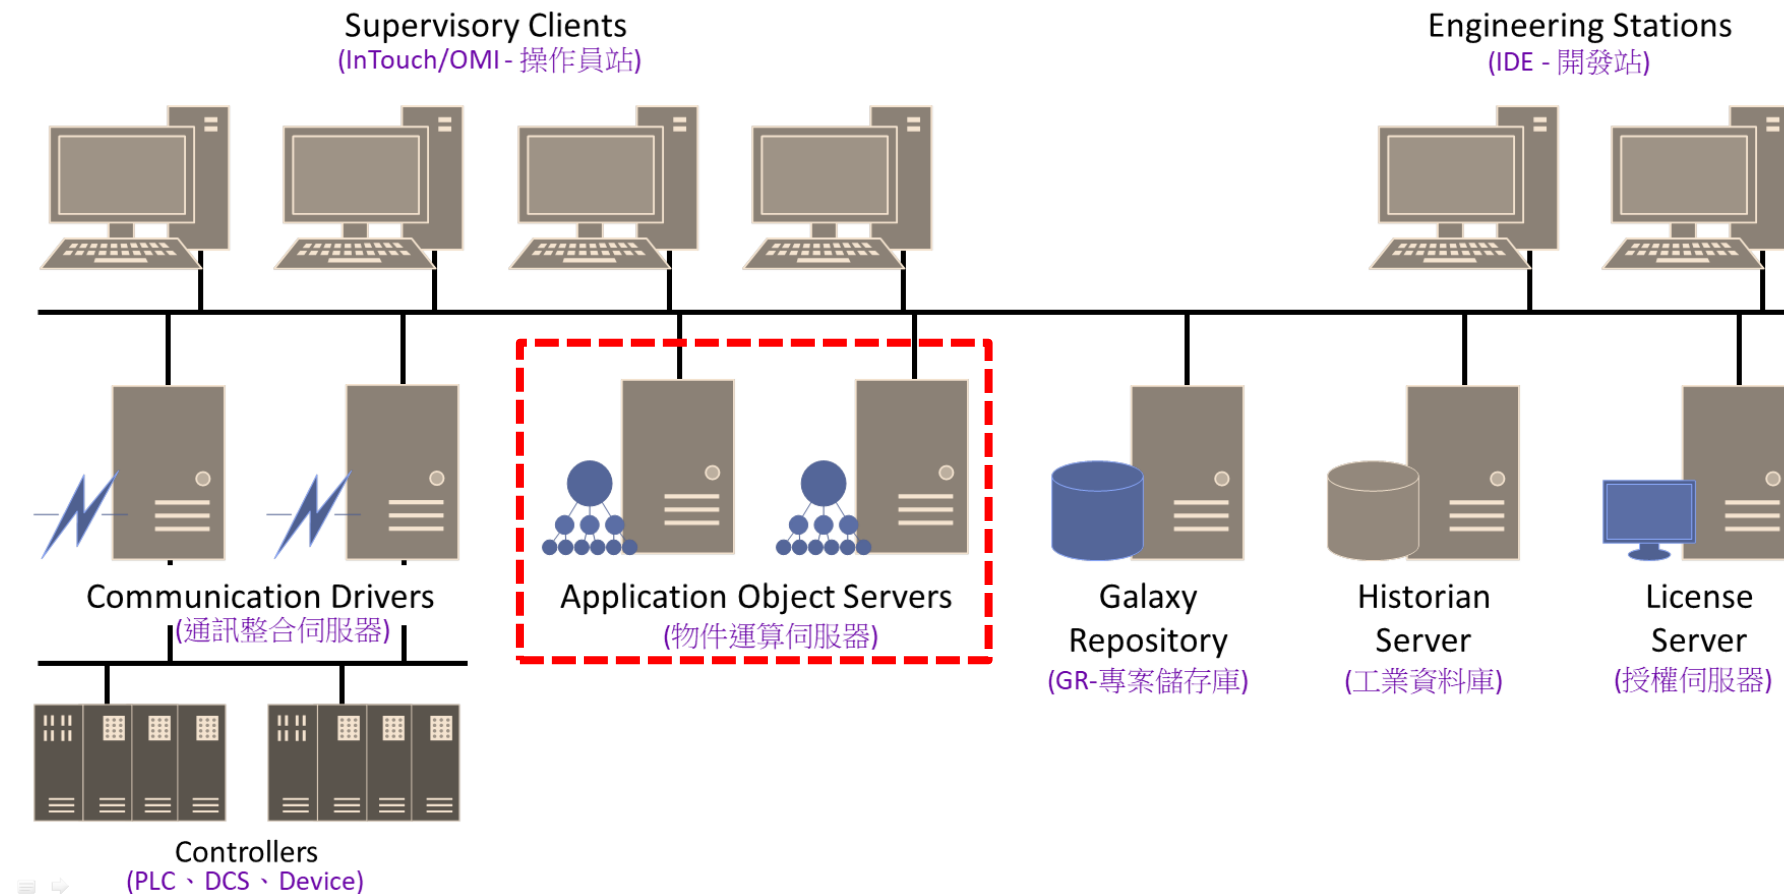 Supervisory Clients
(InTouch/OMI - 操作員站)
Engineering Stations
(IDE - 開發站)
Communication Drivers
(通訊整合伺服器)
Application Object Servers
(物件運算伺服器)
Galaxy
Repository
(GR-專案儲存庫)
Historian
Server
(工業資料庫)
License
Server
(授權伺服器)
Controllers
(PLC、DCS、Device)